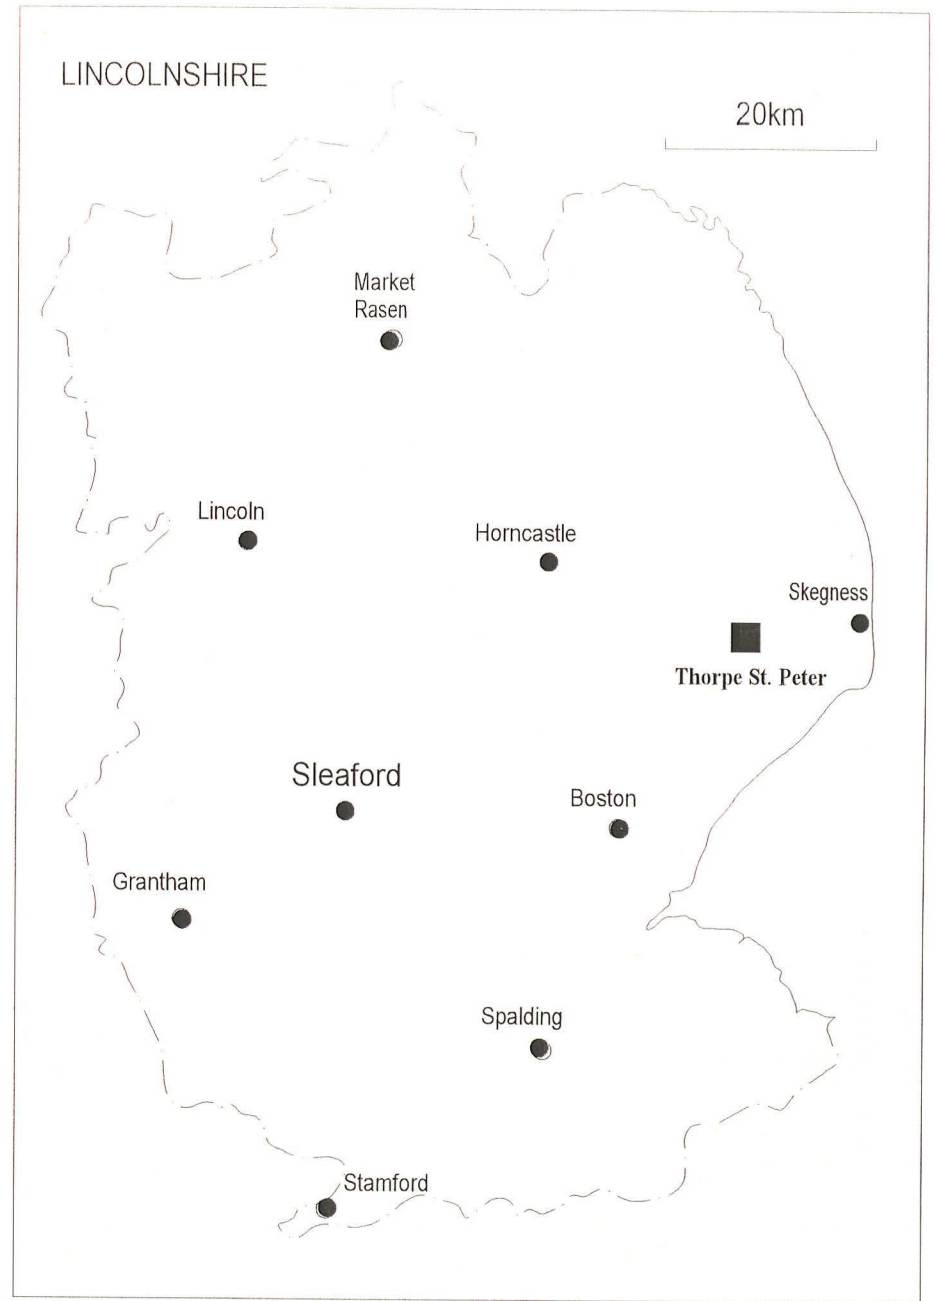 LINCOLNSHIRE
20km
Market
Rasen
Lincoln
Horncastle
Skegness
Thorpe St. Peter
Sleaford
Boston
Grantham
Spalding
Stamford